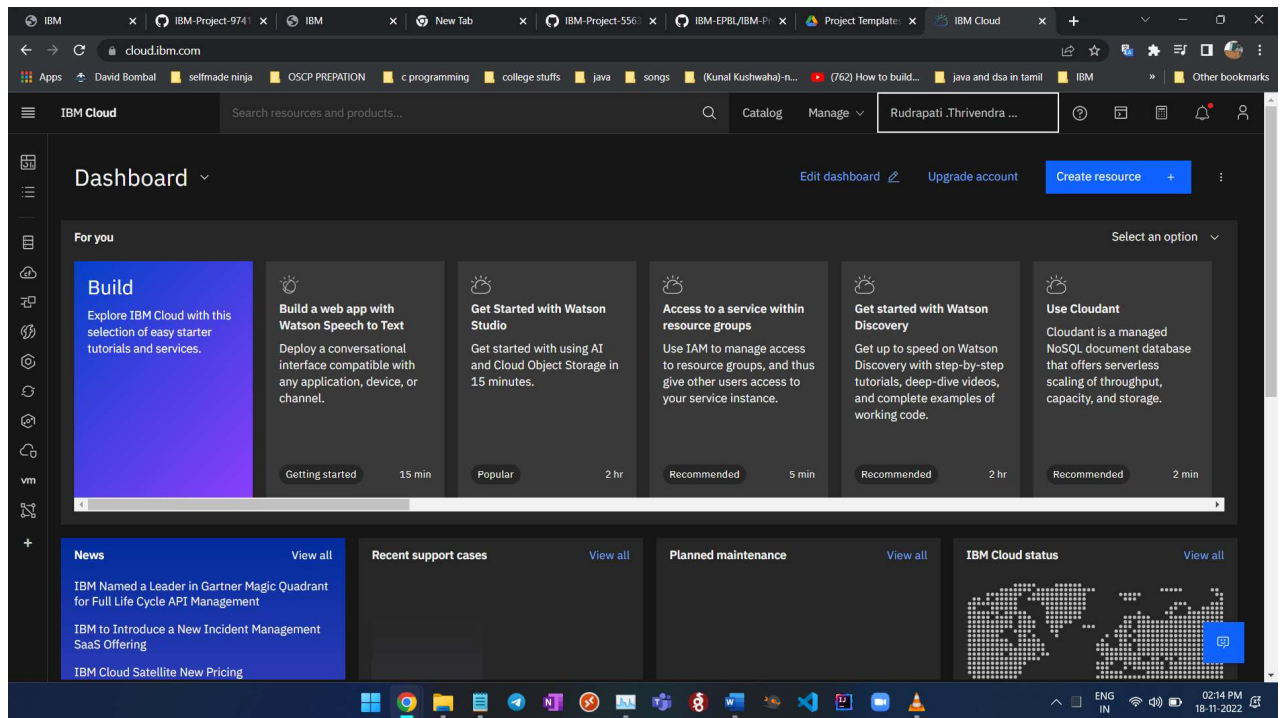 IBM
IBM-Project-9741
IBM
New Tab
IBM-Project-5563
IBM-EPBL/IBM-Pr
Project Templates
IBM Cloud
cloud.ibm.com
Apps
David Bombal
selfmade ninja
OSCP PREPATION
c programming
college stuffs
java
songs
(Kunal Kushwaha)-n...
(762) How to build...
java and dsa in tamil
IBM
»
Other bookmarks
IBM Cloud
Search resources and products...
Catalog
Manage
Rudrapati .Thrivendra ...
Dashboard
Edit dashboard
Upgrade account
Create resource +
For you
Select an option
Build
Explore IBM Cloud with this
selection of easy starter
tutorials and services.
Build a web app with
Watson Speech to Text
Deploy a conversational
interface compatible with
any application, device, or
channel.
Getting started
15 min
Get Started with Watson
Studio
Get started with using AI
and Cloud Object Storage in
15 minutes.
Popular
2 hr
Access to a service within
resource groups
Use IAM to manage access
to resource groups, and thus
give other users access to
your service instance.
Recommended
5 min
Get started with Watson
Discovery
Get up to speed on Watson
Discovery with step-by-step
tutorials, deep-dive videos,
and complete examples of
working code.
Recommended
2 hr
Use Cloudant
Cloudant is a managed
NoSQL document database
that offers serverless
scaling of throughput,
capacity, and storage.
Recommended
2 min
vm
News
View all
IBM Named a Leader in Gartner Magic Quadrant
for Full Life Cycle API Management
IBM to Introduce a New Incident Management
SaaS Offering
IBM Cloud Satellite New Pricing
Recent support cases
View all
Planned maintenance
View all
IBM Cloud status
View all
ENG
IN
02:14 PM
18-11-2022